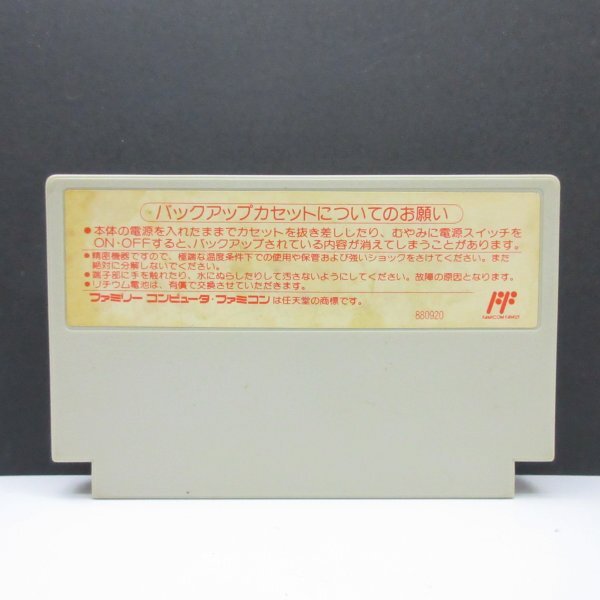 バックアップカセットについてのお願い
●本体の電源を入れたままでカセットを抜き差ししたり、むやみに電源スイッチを
ON・OFFすると、バックアップされている内容が消えてしまうことがあります。
●精密機器ですので、極端な温度条件下での使用や保管および強いショックをさけてください。また
絶対に分解しないでください。
●端子部に手を触れたり、水にぬらしたりして汚さないようにしてください。故障の原因となります。
●リチウム電池は、有償で交換させていただきます。
ファミリー コンピュータ・ファミコンは任天堂の商標です。
880920
FAMICOM FAMILY